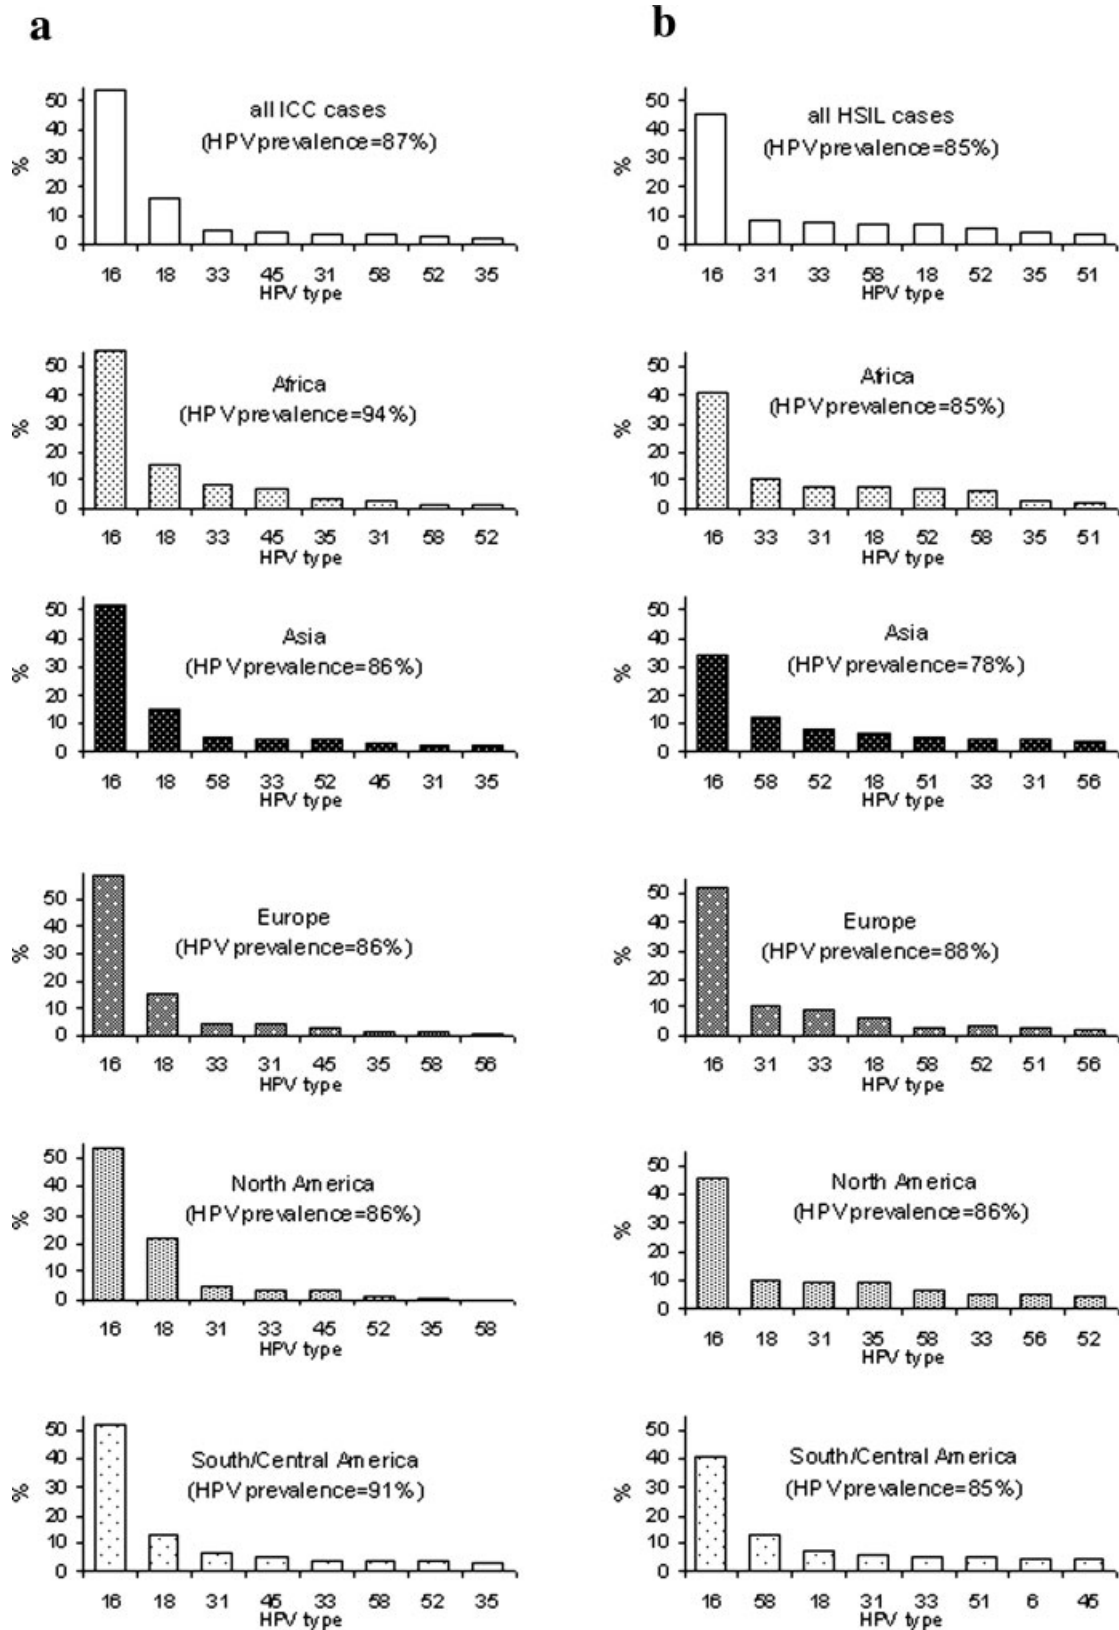 a
all ICC cases
(HPV prevalence=87%)
%
50
40
30
20
10
0
16 18 33 45 31 58 52 35
HPV type
Africa
(HPV prevalence=94%)
%
50
40
30
20
10
0
16 18 33 45 35 31 58 52
HPV type
Asia
(HPV prevalence=86%)
%
50
40
30
20
10
0
16 18 58 33 52 45 31 35
HPV type
Europe
(HPV prevalence=86%)
%
50
40
30
20
10
0
16 18 33 31 45 35 58 56
HPV type
North America
(HPV prevalence=86%)
%
50
40
30
20
10
0
16 18 31 33 45 52 35 58
HPV type
South/Central America
(HPV prevalence=91%)
%
50
40
30
20
10
0
16 18 31 45 33 58 52 35
HPV type
b
all HSIL cases
(HPV prevalence=85%)
%
50
40
30
20
10
0
16 31 33 58 18 52 35 51
HPV type
Africa
(HPV prevalence=85%)
%
50
40
30
20
10
0
16 33 31 18 52 58 35 51
HPV type
Asia
(HPV prevalence=78%)
%
50
40
30
20
10
0
16 58 52 18 51 33 31 56
HPV type
Europe
(HPV prevalence=88%)
%
50
40
30
20
10
0
16 31 33 18 58 52 51 56
HPV type
North America
(HPV prevalence=86%)
%
50
40
30
20
10
0
16 18 31 35 58 33 56 52
HPV type
South/Central America
(HPV prevalence=85%)
%
50
40
30
20
10
0
16 58 18 31 33 51 6 45
HPV type